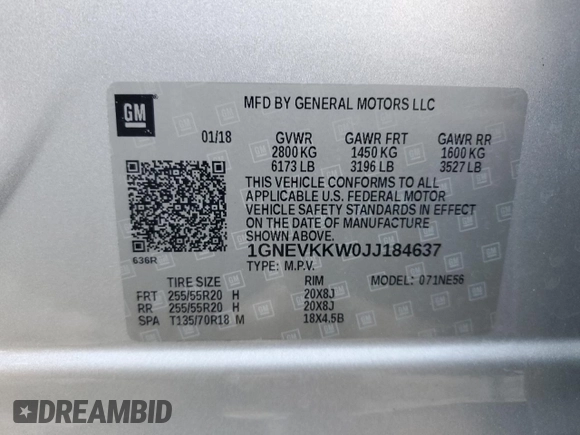 GM
MFD BY GENERAL MOTORS LLC
01/18 GVWR GAWR FRT GAWR RR
2800 KG 1450 KG 1600 KG
6173 LB 3196 LB 3527 LB
THIS VEHICLE CONFORMS TO ALL
APPLICABLE U.S. FEDERAL MOTOR
VEHICLE SAFETY STANDARDS IN EFFECT
ON THE DATE OF MANUFACTURE
SHOWN ABOVE.
636R
1GNEVKKW0JJ184637
TYPE: M.P.V. MODEL: 071NE56
TIRE SIZE RIM
FRT 255/55R20 H 20X8J
RR 255/55R20 H 20X8J
SPA T135/70R18 M 18X4.5B
DREAMBID